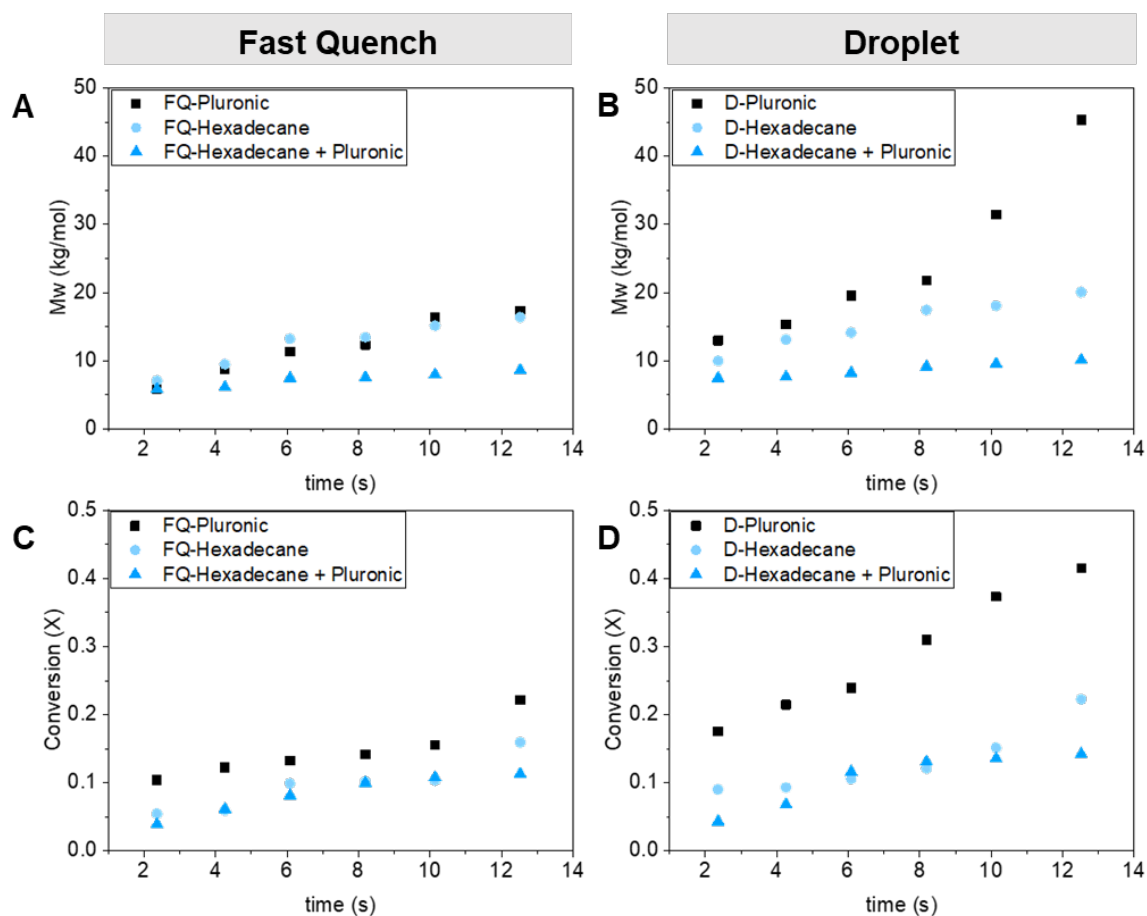 Fast Quench
Droplet
A
50
40
30
20
10
0
Mw (kg/mol)
FQ-Pluronic
FQ-Hexadecane
FQ-Hexadecane + Pluronic
2 4 6 8 10 12 14
time (s)
B
50
40
30
20
10
0
Mw (kg/mol)
D-Pluronic
D-Hexadecane
D-Hexadecane + Pluronic
2 4 6 8 10 12 14
time (s)
C
0.5
0.4
0.3
0.2
0.1
0.0
Conversion (X)
FQ-Pluronic
FQ-Hexadecane
FQ-Hexadecane + Pluronic
2 4 6 8 10 12 14
time (s)
D
0.5
0.4
0.3
0.2
0.1
0.0
Conversion (X)
D-Pluronic
D-Hexadecane
D-Hexadecane + Pluronic
2 4 6 8 10 12 14
time (s)